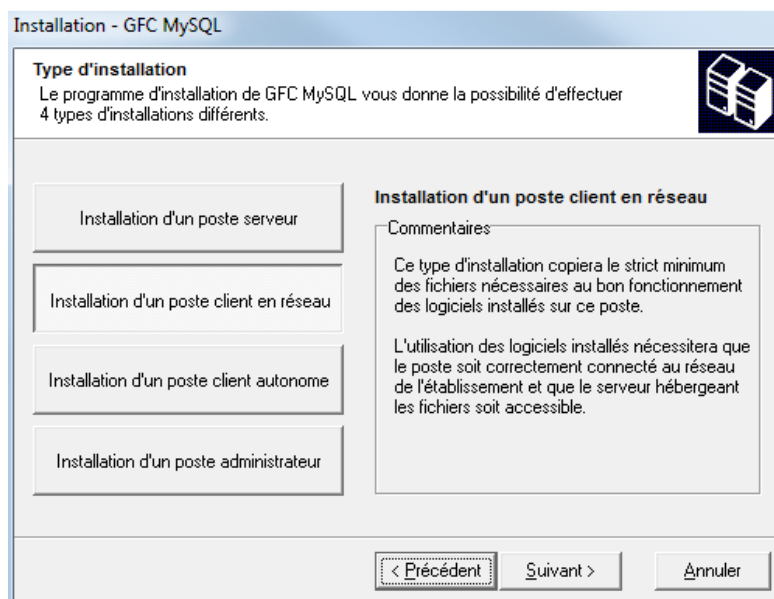 Installation - GFC MySQL
Type d'installation
Le programme d'installation de GFC MySQL vous donne la possibilité d'effectuer
4 types d'installations différents.
Installation d'un poste serveur
Installation d'un poste client en réseau
Installation d'un poste client autonome
Installation d'un poste administrateur
Installation d'un poste client en réseau
Commentaires
Ce type d'installation copiera le strict minimum
des fichiers nécessaires au bon fonctionnement
des logiciels installés sur ce poste.
L'utilisation des logiciels installés nécessitera que
le poste soit correctement connecté au réseau
de l'établissement et que le serveur hébergeant
les fichiers soit accessible.
< Précédent
Suivant >
Annuler